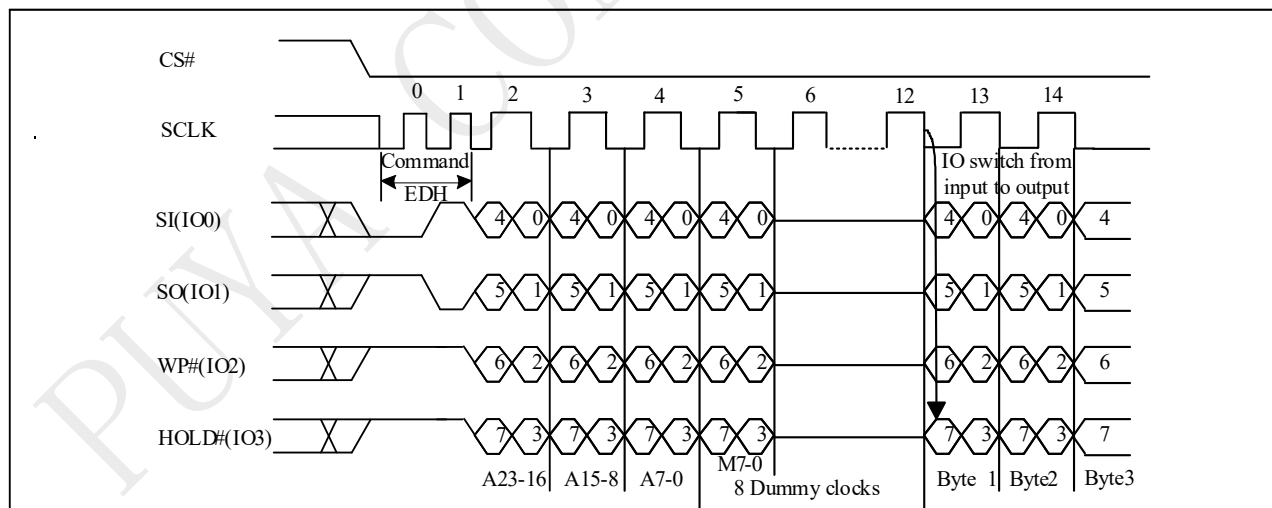 PUYA CO
CS#
0 1 2 3 4 5 6 12 13 14
SCLK
Command
EDH
IO switch from
input to output
SI(IO0)
4 0 4 0 4 0 4 0 4 0 4 0 4
SO(IO1)
5 1 5 1 5 1 5 1 5 1 5 1 5
WP#(IO2)
6 2 6 2 6 2 6 2 6 2 6 2 6
HOLD#(IO3)
7 3 7 3 7 3 7 3 7 3 7 3 7
A23-16 A15-8 A7-0 M7-0
8 Dummy clocks
Byte 1 Byte2 Byte3